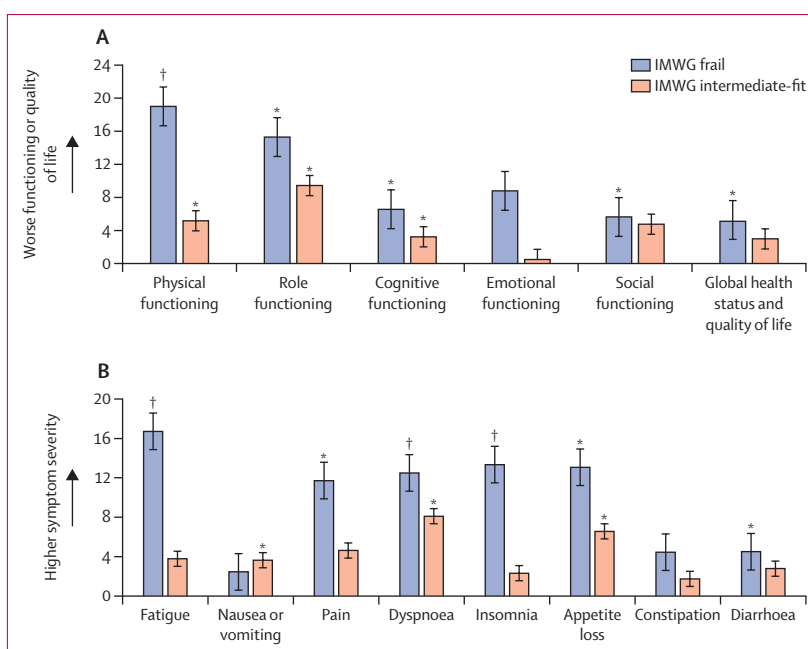 A
Worse functioning or quality
of life
24
20
16
12
8
4
0
†
*
*
*
*
*
*
*
IMWG frail
IMWG intermediate-fit
Physical
functioning
Role
functioning
Cognitive
functioning
Emotional
functioning
Social
functioning
Global health
status and
quality of life
B
Higher symptom severity
20
16
12
8
4
0
†
*
*
†
*
†
*
*
*
Fatigue
Nausea or
vomiting
Pain
Dyspnoea
Insomnia
Appetite
loss
Constipation
Diarrhoea